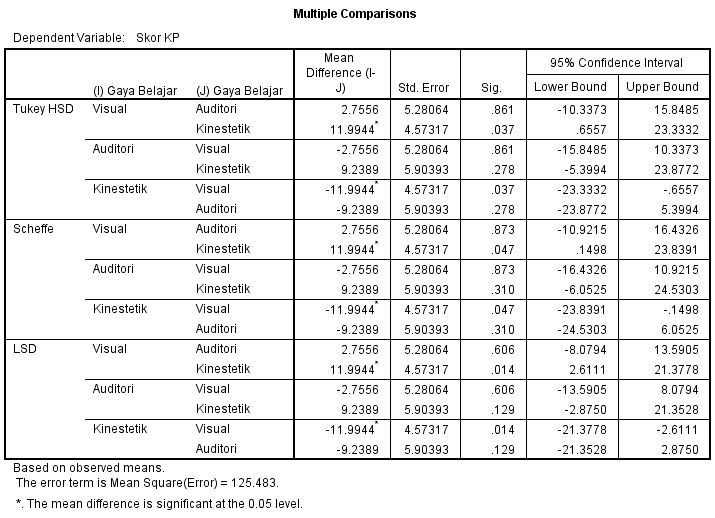 Multiple Comparisons
Dependent Variable: Skor KP
(I) Gaya Belajar (J) Gaya Belajar Mean Difference (I-J) Std. Error Sig. 95% Confidence Interval
Lower Bound Upper Bound
Tukey HSD Visual Auditori 2.7556 5.28064 .861 -10.3373 15.8485
Kinestetik 11.9944* 4.57317 .037 .6557 23.3332
Auditori Visual -2.7556 5.28064 .861 -15.8485 10.3373
Kinestetik 9.2389 5.90393 .278 -5.3994 23.8772
Kinestetik Visual -11.9944* 4.57317 .037 -23.3332 -.6557
Auditori -9.2389 5.90393 .278 -23.8772 5.3994
Scheffe Visual Auditori 2.7556 5.28064 .873 -10.9215 16.4326
Kinestetik 11.9944* 4.57317 .047 .1498 23.8391
Auditori Visual -2.7556 5.28064 .873 -16.4326 10.9215
Kinestetik 9.2389 5.90393 .310 -6.0525 24.5303
Kinestetik Visual -11.9944* 4.57317 .047 -23.8391 -.1498
Auditori -9.2389 5.90393 .310 -24.5303 6.0525
LSD Visual Auditori 2.7556 5.28064 .606 -8.0794 13.5905
Kinestetik 11.9944* 4.57317 .014 2.6111 21.3778
Auditori Visual -2.7556 5.28064 .606 -13.5905 8.0794
Kinestetik 9.2389 5.90393 .129 -2.8750 21.3528
Kinestetik Visual -11.9944* 4.57317 .014 -21.3778 -2.6111
Auditori -9.2389 5.90393 .129 -21.3528 2.8750
Based on observed means.
The error term is Mean Square(Error) = 125.483.
*. The mean difference is significant at the 0.05 level.